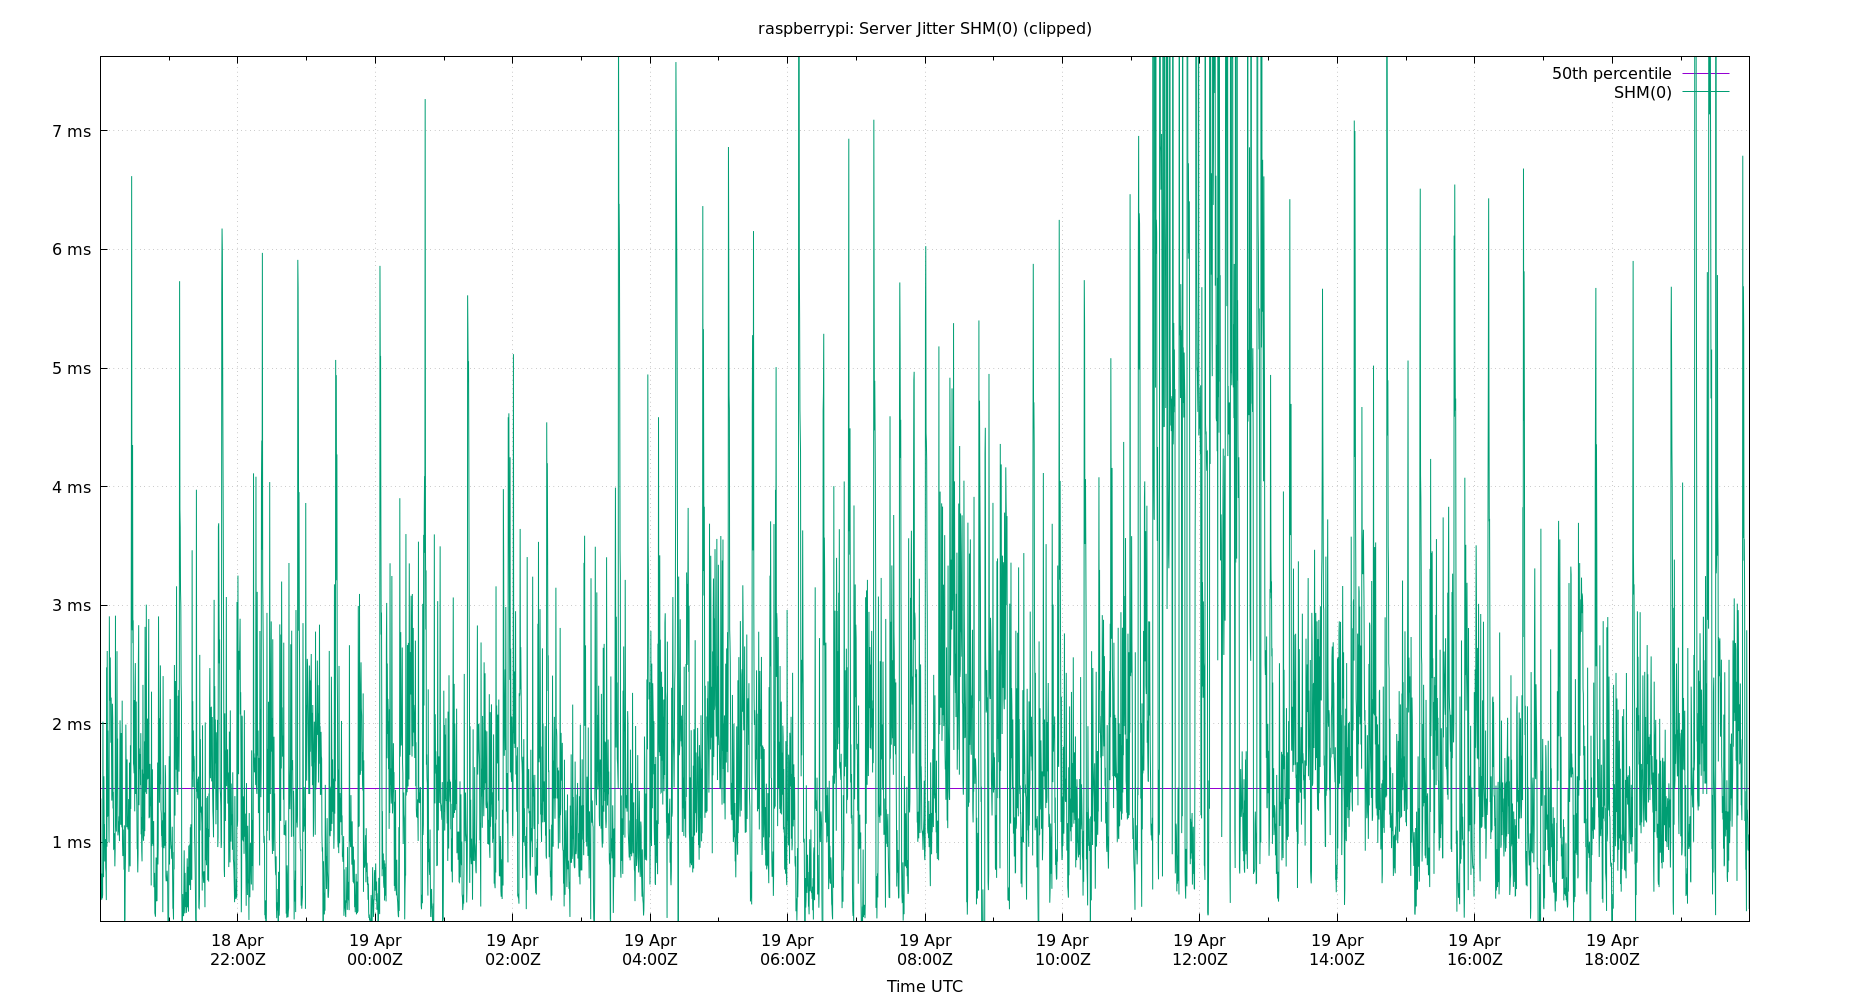 raspberrypi: Server Jitter SHM(0) (clipped)
50th percentile
SHM(0)
7 ms
6 ms
5 ms
4 ms
3 ms
2 ms
1 ms
18 Apr 19 Apr 19 Apr 19 Apr 19 Apr 19 Apr 19 Apr 19 Apr 19 Apr 19 Apr 19 Apr
22:00Z 00:00Z 02:00Z 04:00Z 06:00Z 08:00Z 10:00Z 12:00Z 14:00Z 16:00Z 18:00Z
Time UTC